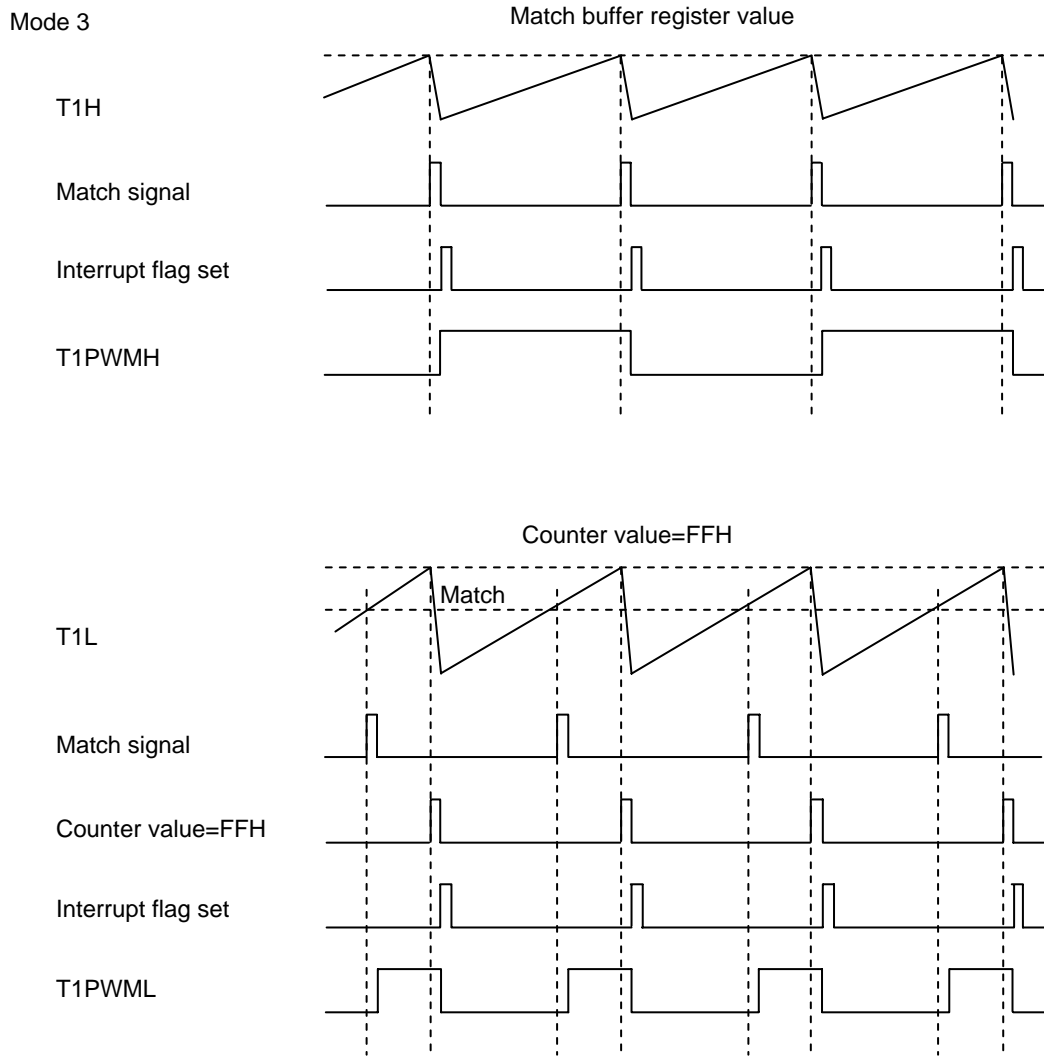 Mode 3
Match buffer register value
T1H
Match signal
Interrupt flag set
T1PWMH
Counter value=FFH
Match
T1L
Match signal
Counter value=FFH
Interrupt flag set
T1PWML